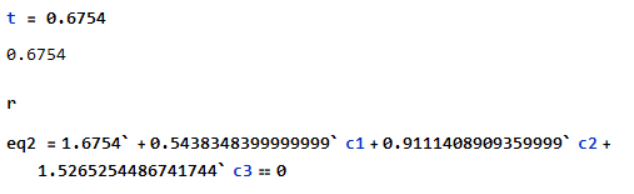 t = 0.6754
0.6754
r
eq2 = 1.6754` + 0.5438348399999999` c1 + 0.9111408909359999` c2 +
1.5265254486741744` c3 == 0